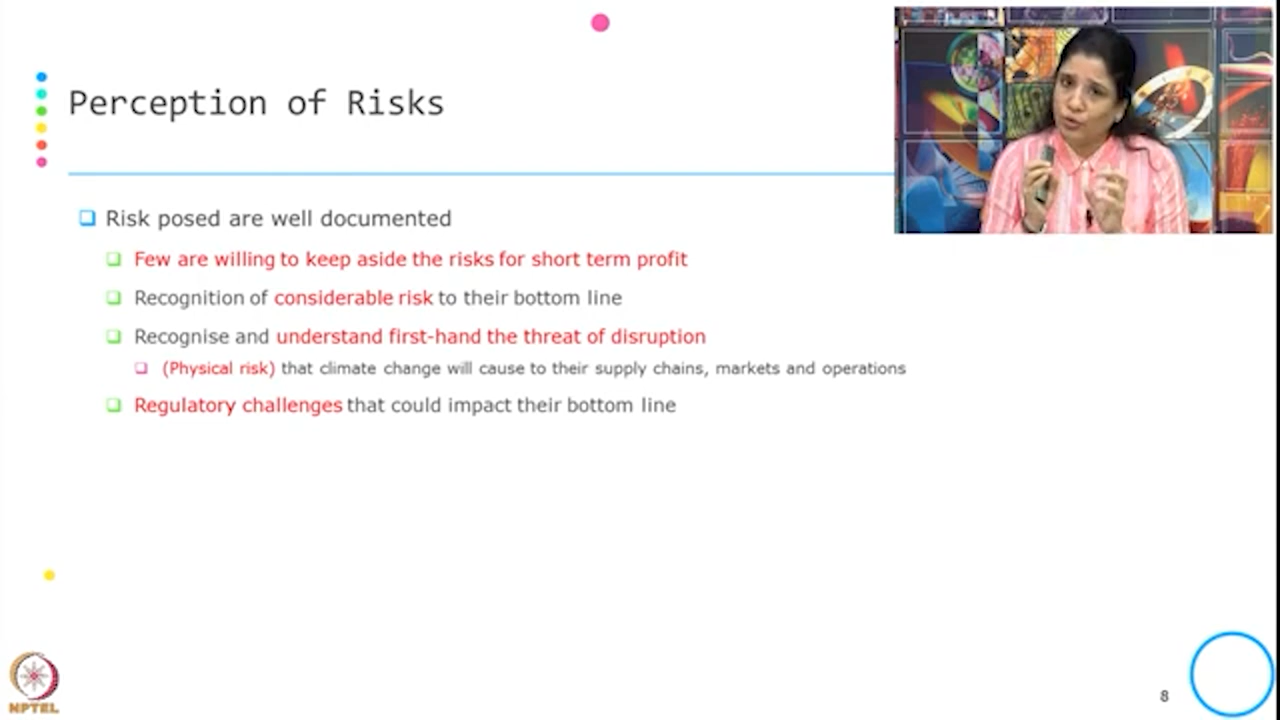 Perception of Risks
Risk posed are well documented
Few are willing to keep aside the risks for short term profit
Recognition of considerable risk to their bottom line
Recognise and understand first-hand the threat of disruption
(Physical risk) that climate change will cause to their supply chains, markets and operations
Regulatory challenges that could impact their bottom line
NPTEL
8